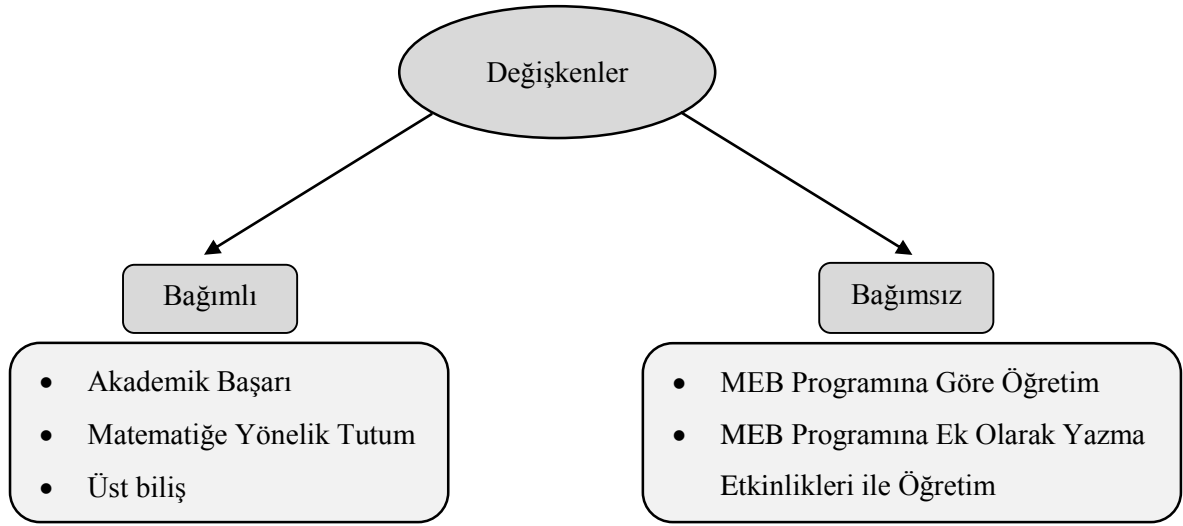 Değişkenler
Bağımlı
Bağımsız
• Akademik Başarı
• Matematiğe Yönelik Tutum
• Üst biliş
• MEB Programına Göre Öğretim
• MEB Programına Ek Olarak Yazma
Etkinlikleri ile Öğretim